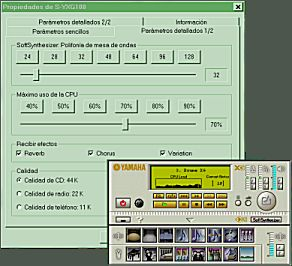 Propiedades de S-YXG100
Parámetros detallados 2/2
Información
Parámetros sencillos
Parámetros detallados 1/2
SoftSynthesizer: Polifonía de mesa de ondas
24 28 32 48 64 96 128
32
Máximo uso de la CPU
40% 50% 60% 70% 80% 90%
70%
Recibir efectos
Reverb
Chorus
Variation
Calidad
Calidad de CD: 44 K
Calidad de radio: 22 K
Calidad de teléfono: 11 K
YAMAHA
XG
CPU Load
SoftSynthesizer